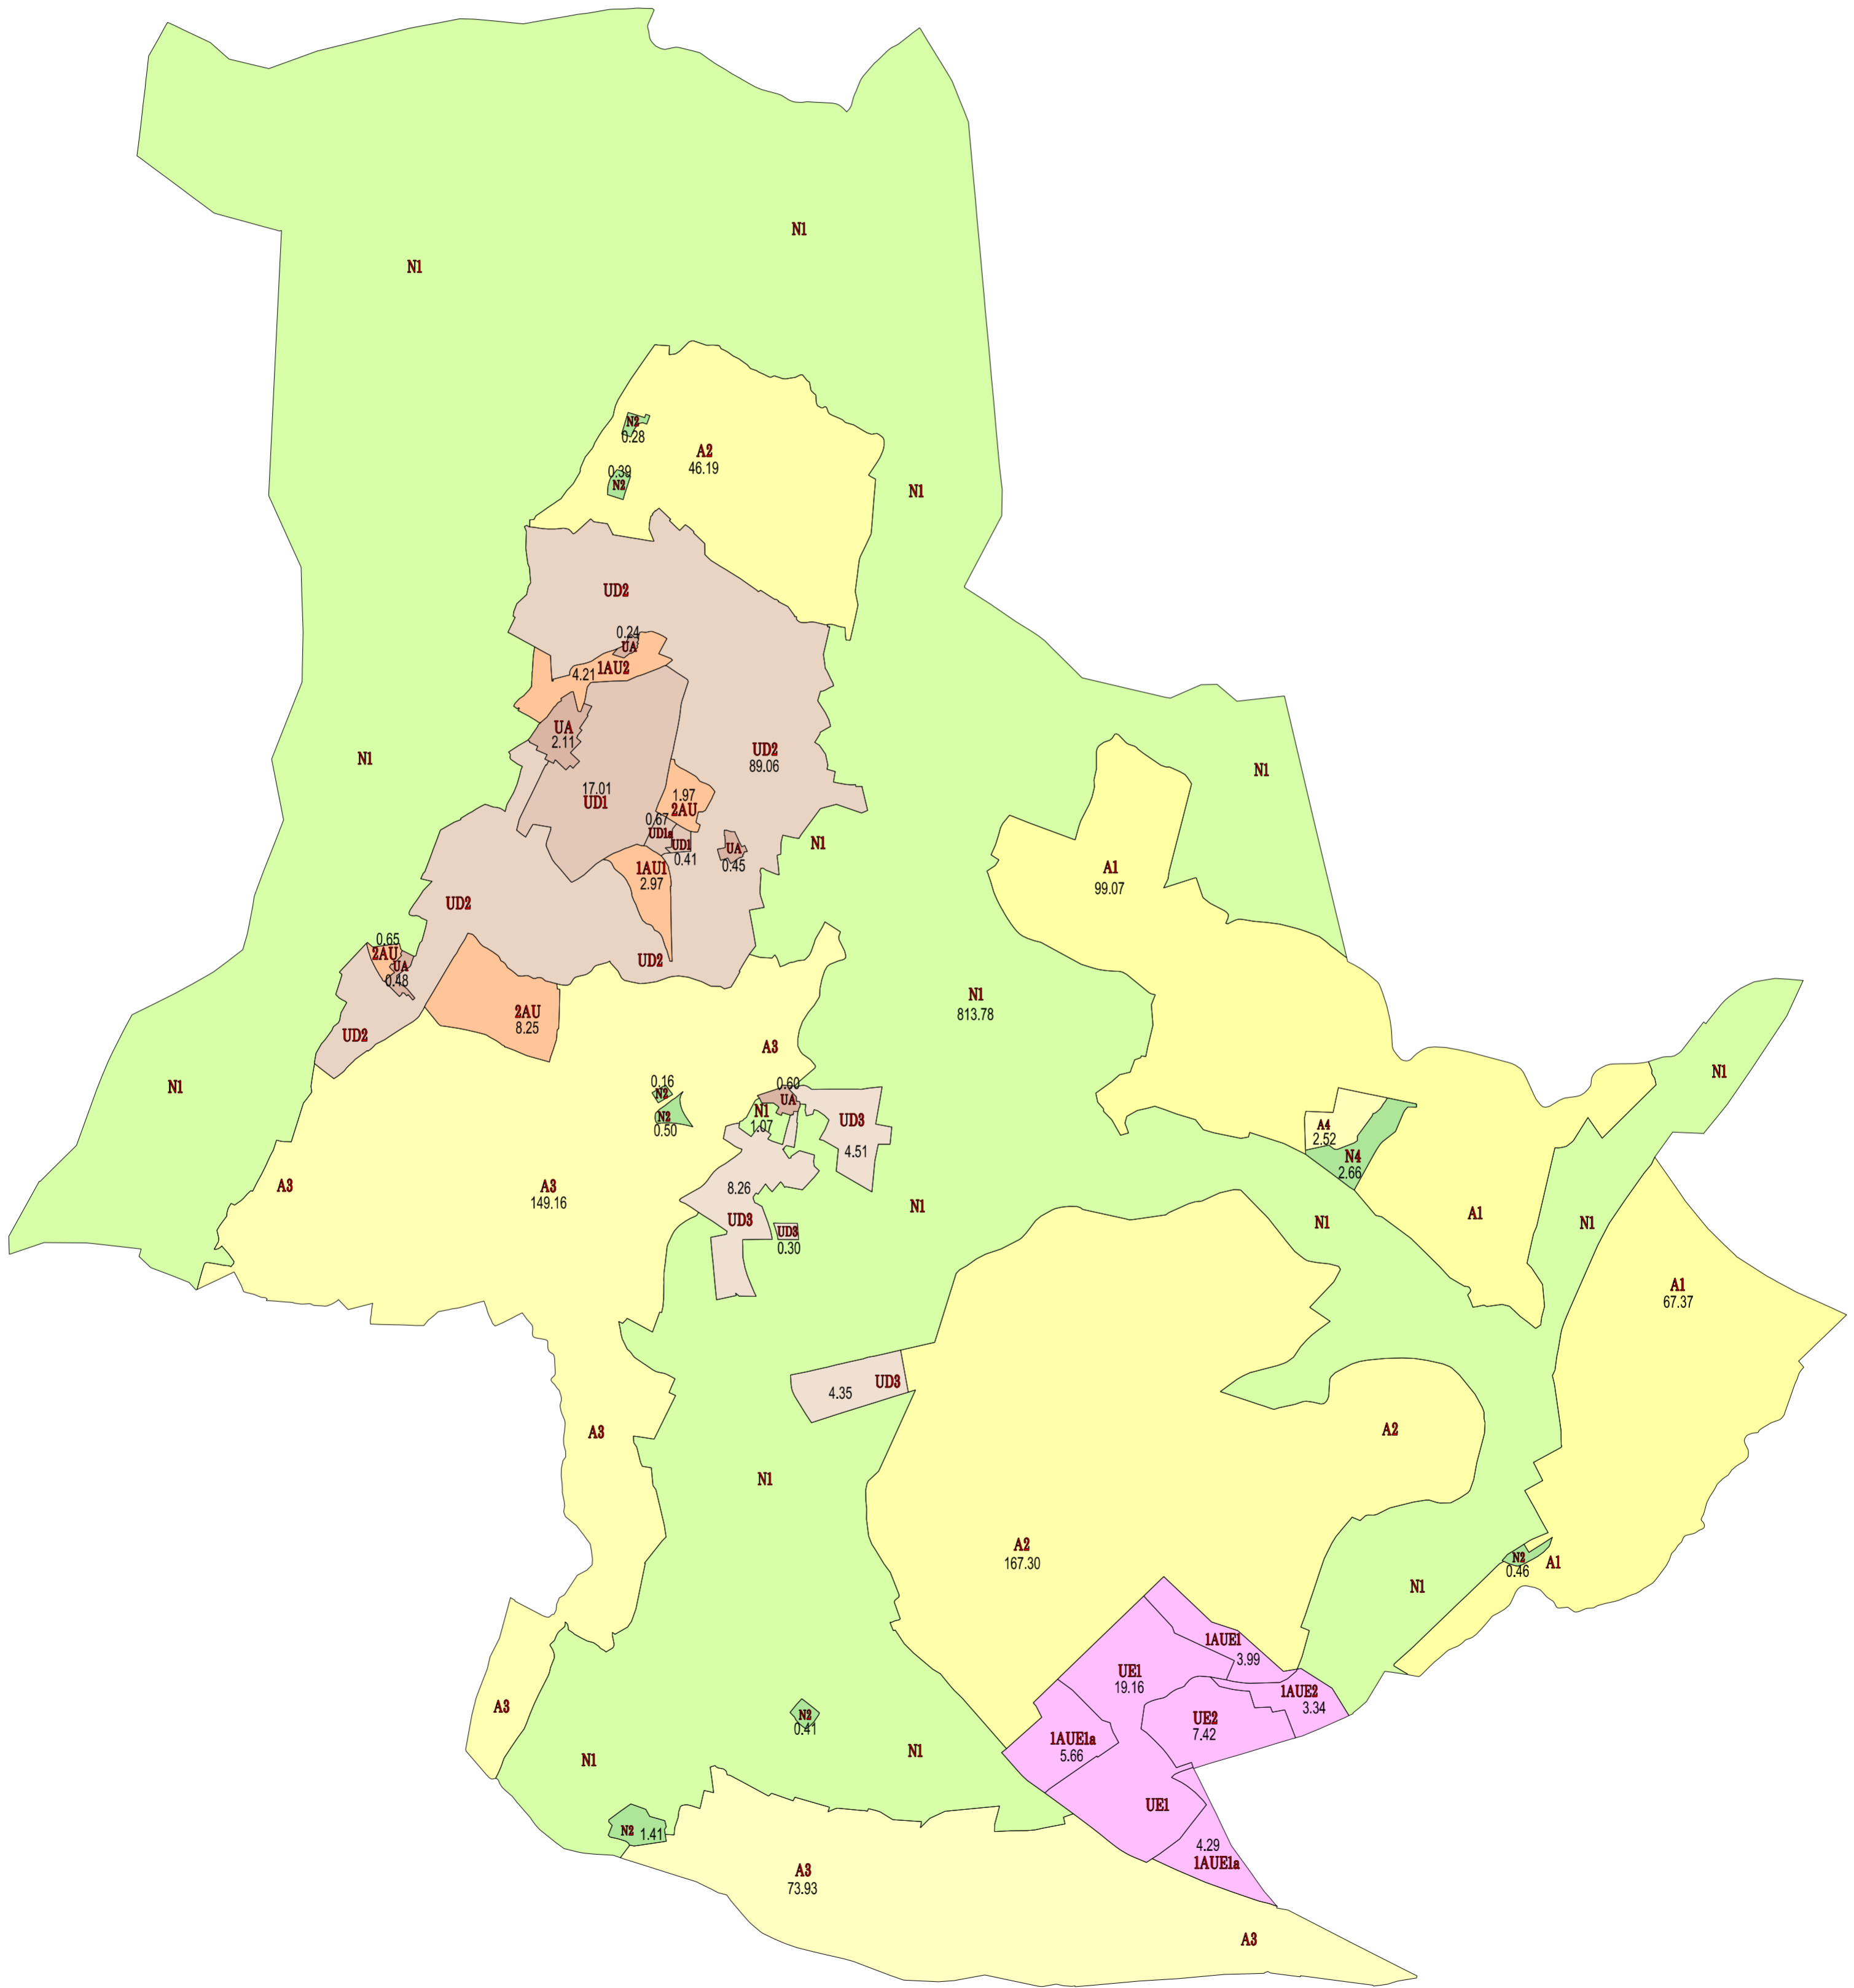 N1
N1
N2
0.28
A2
46.19
0.39
N2
N1
UD2
0.24
UA
1AU2
4.21
UA
2.11
N1
UD2
89.06
N1
17.01
UD1
1.97
2AU
0.67
UD1a
UD1
0.41
UA
0.45
N1
1AU1
2.97
A1
99.07
UD2
0.65
2AU
UA
0.48
UD2
N1
813.78
2AU
8.25
UD2
A3
N1
N1
0.16
N2
N2
0.50
0.60
UA
N1
1.07
UD3
4.51
A4
2.52
N4
2.66
A3
A3
149.16
8.26
UD3
UD3
0.30
N1
N1
A1
N1
A1
67.37
4.35
UD3
A3
A2
N1
A2
167.30
N2
0.46
A1
N1
1AUE1
3.99
UE1
19.16
1AUE2
3.34
A3
N2
0.41
UE2
7.42
1AUE1a
5.66
N1
N1
UE1
N2
1.41
4.29
1AUE1a
A3
73.93
A3